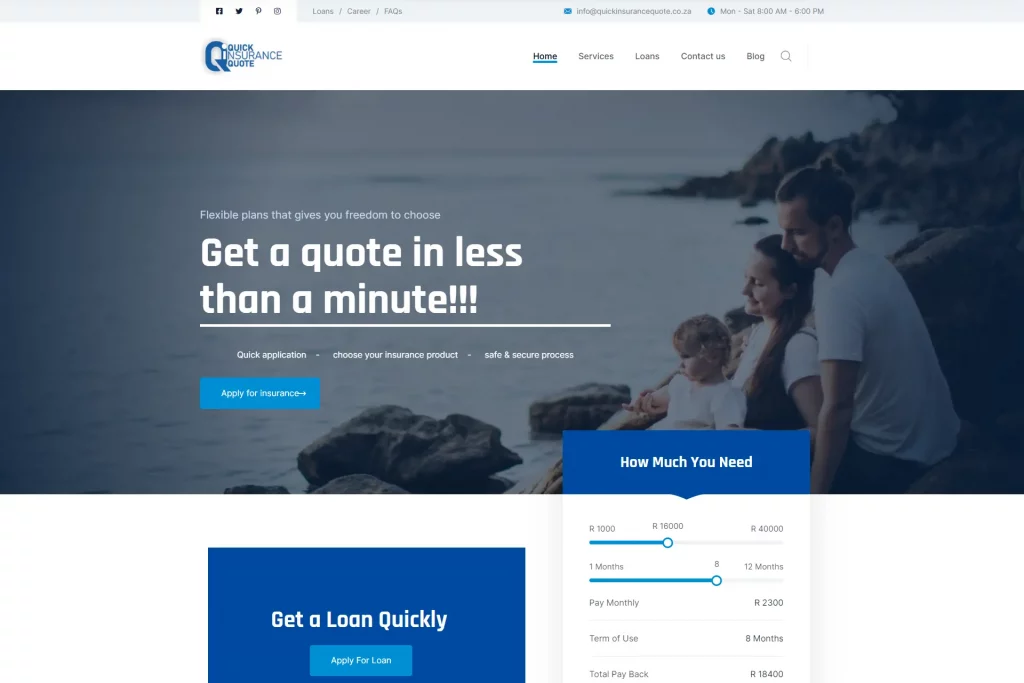 Loans / Career / FAQs
info@quickinsurancequote.co.za
Mon - Sat 8:00 AM - 6:00 PM
QUICK
INSURANCE
QUOTE
Home
Services
Loans
Contact us
Blog
Flexible plans that gives you freedom to choose
Get a quote in less
than a minute!!!
Quick application - choose your insurance product - safe & secure process
Apply for insurance→
How Much You Need
R 1000
R 16000
R 40000
1 Months
8
12 Months
Pay Monthly
R 2300
Term of Use
8 Months
Total Pay Back
R 18400
Get a Loan Quickly
Apply For Loan